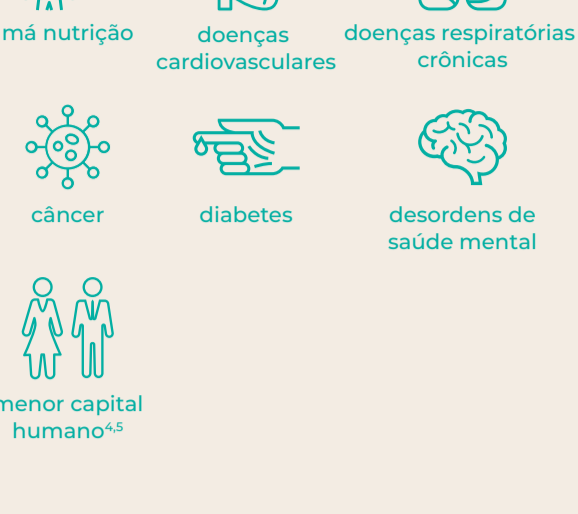 má nutrição
doenças
cardiovasculares
doenças respiratórias
crônicas
câncer
diabetes
desordens de
saúde mental
menor capital
humano⁴,⁵